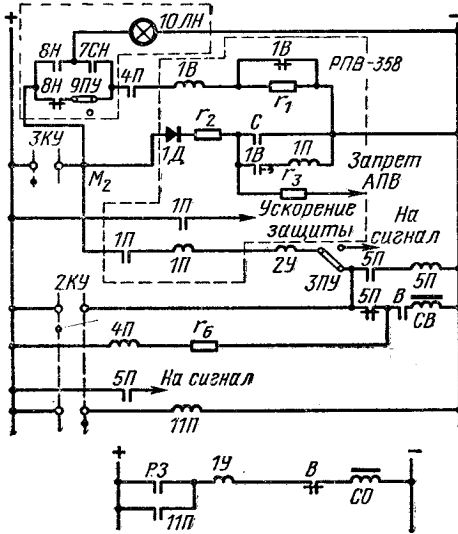 + −
10ЛН
8Н 7СН
1В
8Н 9ПУ 4П 1В РПВ-358
r₁
r₂ С
3КУ 1Д 1В 1П
М₂ r₃ Запрет
АПВ
1П Ускорение
защиты На
сигнал
1П 1П 2У 3ПУ 5П 5П
2КУ
5П В СВ
4П r₆
5П На сигнал
11П
+ −
РЗ 1У В СО
11П